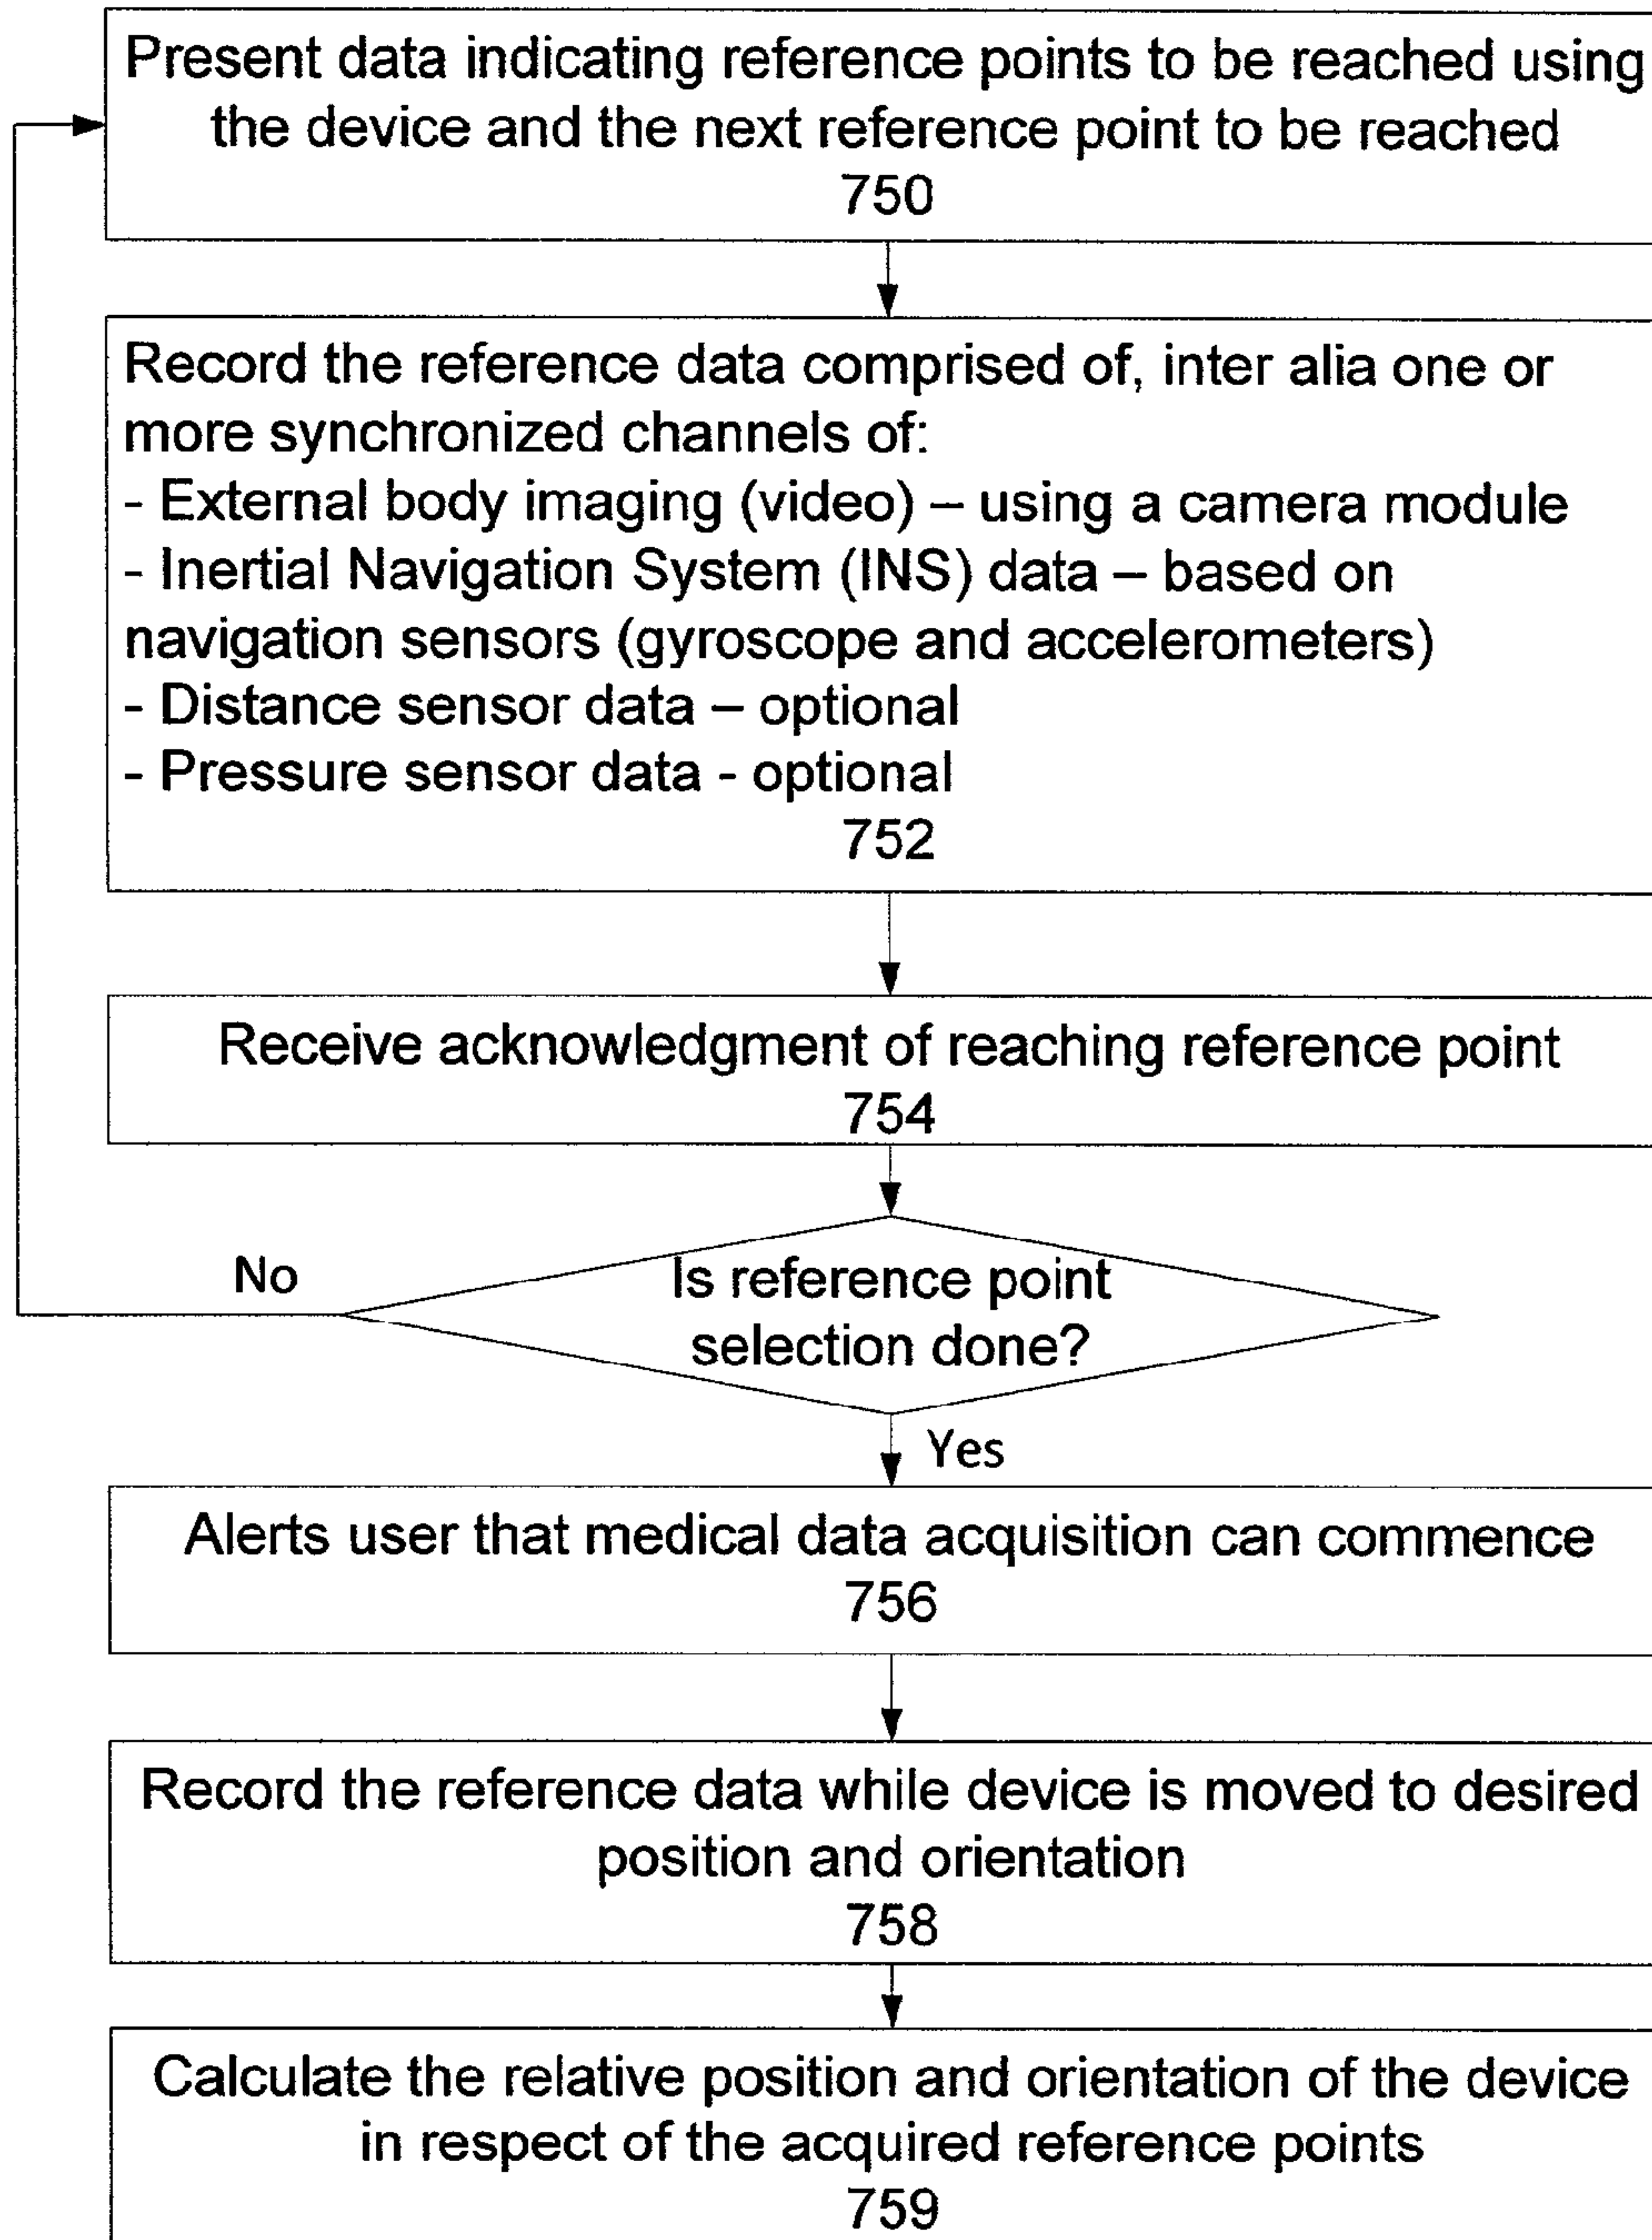 Present data indicating reference points to be reached using
the device and the next reference point to be reached
750
Record the reference data comprised of, inter alia one or
more synchronized channels of:
- External body imaging (video) – using a camera module
- Inertial Navigation System (INS) data – based on
navigation sensors (gyroscope and accelerometers)
- Distance sensor data – optional
- Pressure sensor data - optional
752
Receive acknowledgment of reaching reference point
754
No
Is reference point
selection done?
Yes
Alerts user that medical data acquisition can commence
756
Record the reference data while device is moved to desired
position and orientation
758
Calculate the relative position and orientation of the device
in respect of the acquired reference points
759